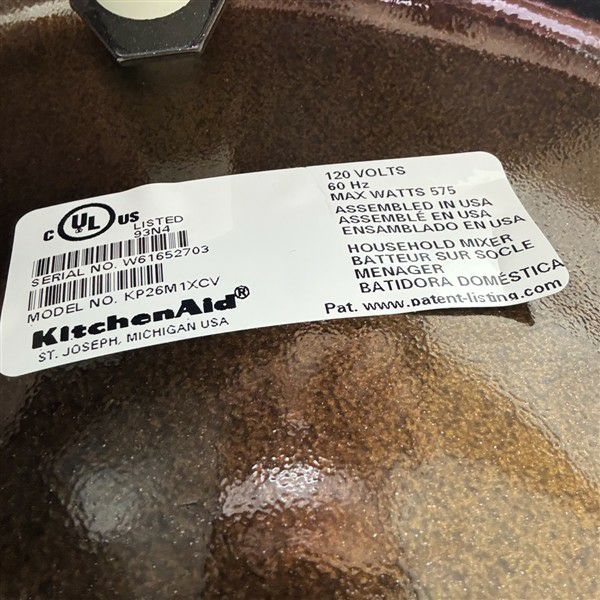 C UL US
LISTED
93N4
SERIAL NO. W61652703
MODEL NO. KP26M1XCV
KitchenAid®
ST. JOSEPH, MICHIGAN USA
120 VOLTS
60 Hz
MAX WATTS 575
ASSEMBLED IN USA
ASSEMBLÉ EN USA
ENSAMBLADO EN USA
HOUSEHOLD MIXER
BATTEUR SUR SOCLE
MENAGER
BATIDORA DOMÉSTICA
Pat. www.patent-listing.com